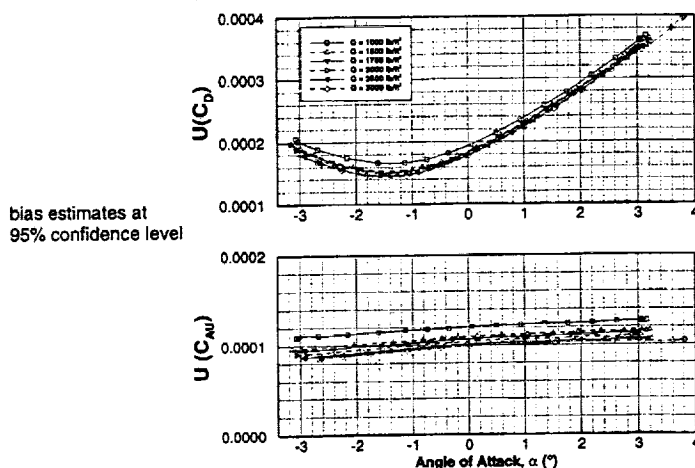 0.0004
0.0003
0.0002
0.0001
U(C_D)
Q = 1000 lb/ft²
Q = 1500 lb/ft²
Q = 1700 lb/ft²
Q = 2000 lb/ft²
Q = 2500 lb/ft²
Q = 3000 lb/ft²
-3 -2 -1 0 1 2 3 4
bias estimates at
95% confidence level
0.0002
0.0001
0.0000
U (C_AU)
-3 -2 -1 0 1 2 3 4
Angle of Attack, α (°)